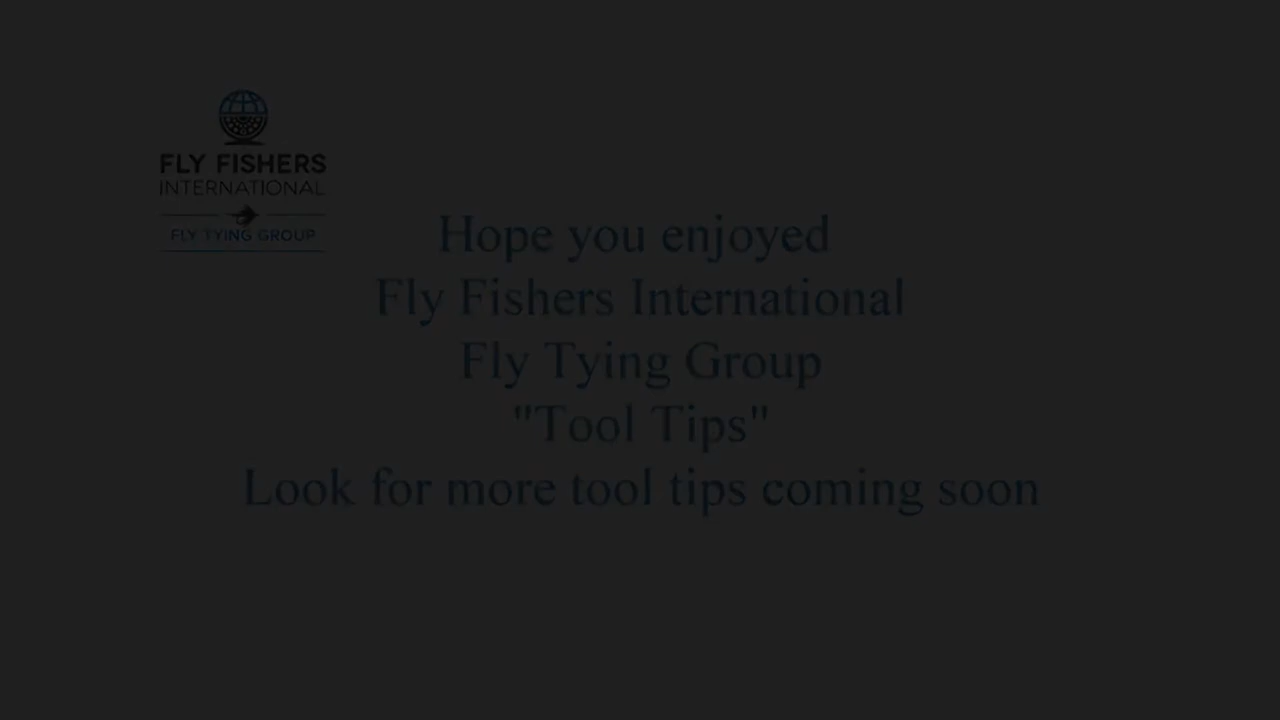 FLY FISHERS
INTERNATIONAL
FLY TYING GROUP
Hope you enjoyed
Fly Fishers International
Fly Tying Group
"Tool Tips"
Look for more tool tips coming soon